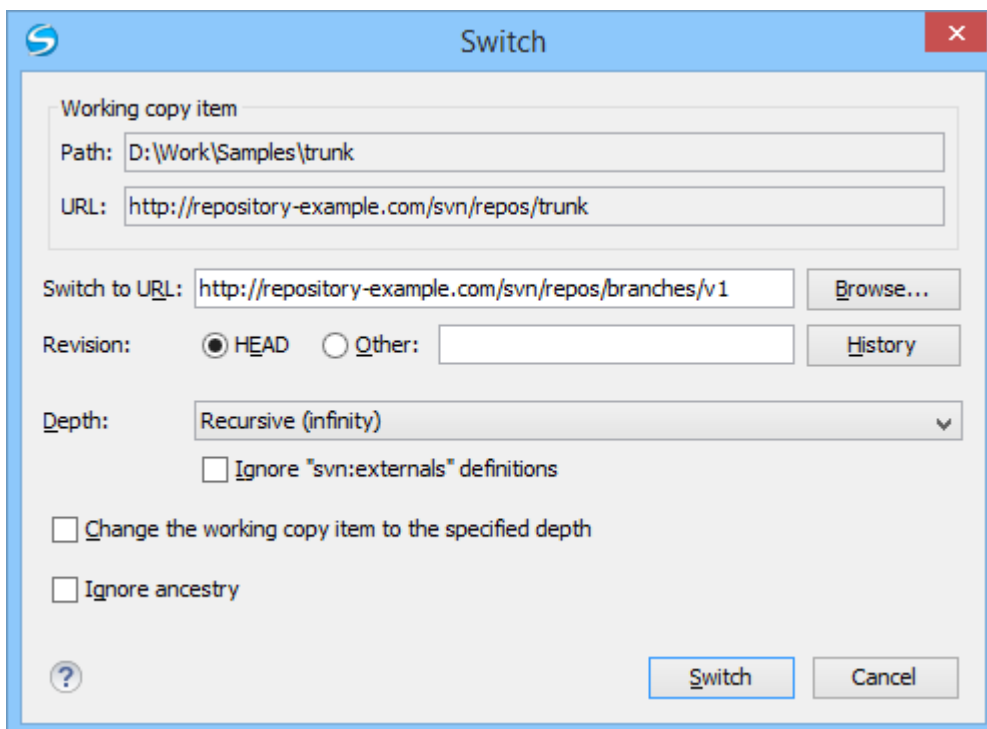 Switch
Working copy item
Path: D:\Work\Samples\trunk
URL: http://repository-example.com/svn/repos/trunk
Switch to URL: http://repository-example.com/svn/repos/branches/v1 Browse...
Revision: HEAD Other: History
Depth: Recursive (infinity)
Ignore "svn:externals" definitions
Change the working copy item to the specified depth
Ignore ancestry
? Switch Cancel